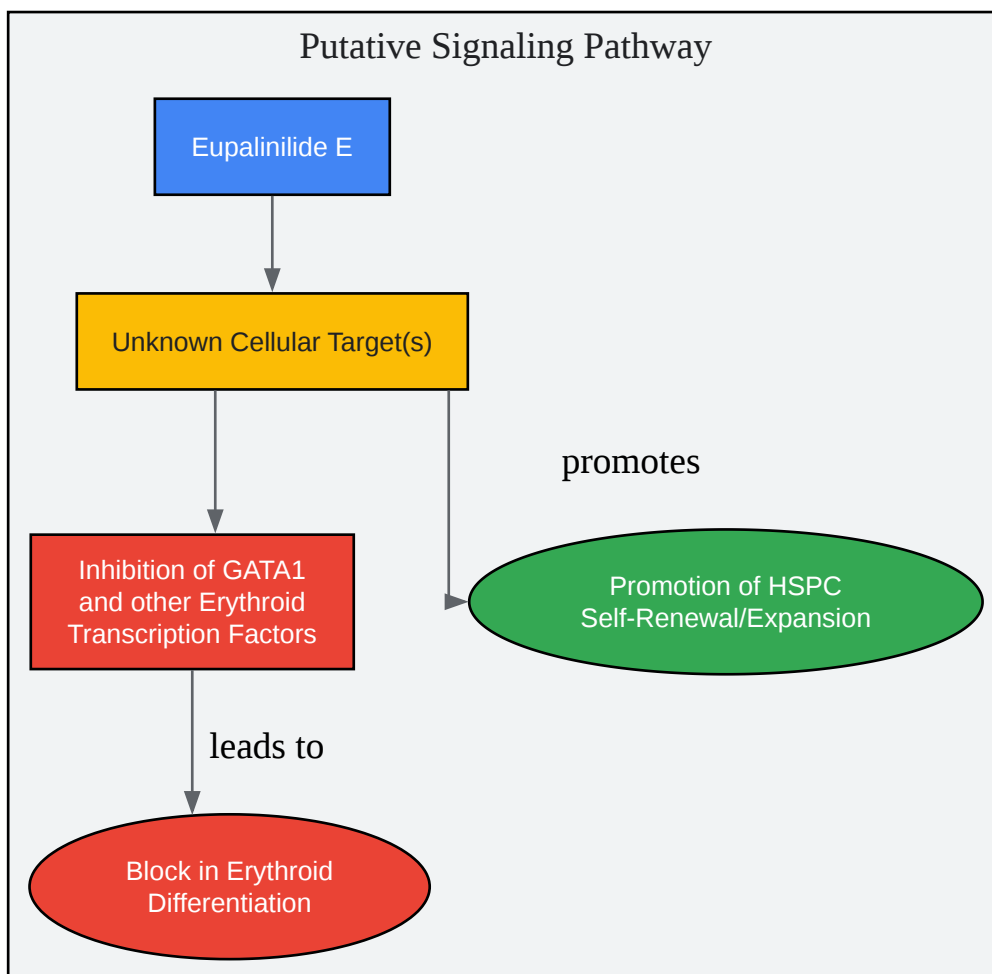 Putative Signaling Pathway
Eupalinilide E
Unknown Cellular Target(s)
promotes
Inhibition of GATA1
and other Erythroid
Transcription Factors
Promotion of HSPC
Self-Renewal/Expansion
leads to
Block in Erythroid
Differentiation